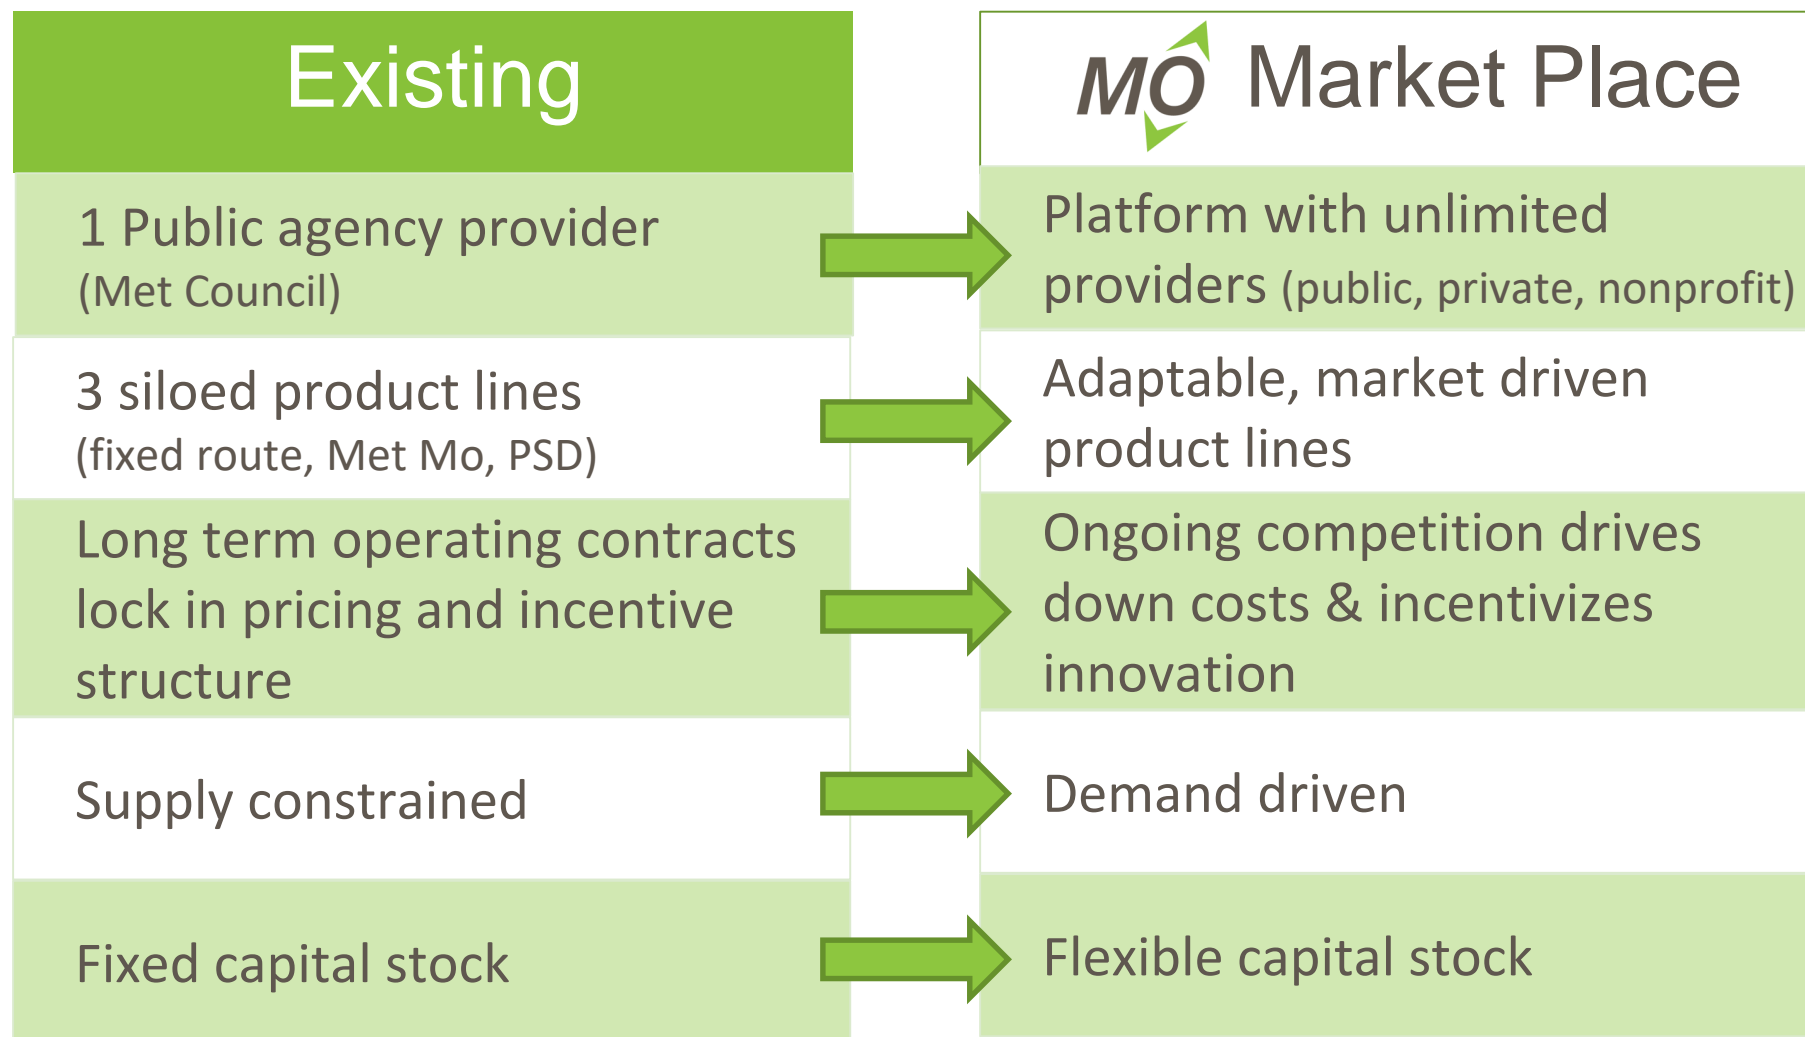 Existing
MO Market Place
1 Public agency provider
(Met Council)
Platform with unlimited
providers (public, private, nonprofit)
3 siloed product lines
(fixed route, Met Mo, PSD)
Adaptable, market driven
product lines
Long term operating contracts
lock in pricing and incentive
structure
Ongoing competition drives
down costs & incentivizes
innovation
Supply constrained
Demand driven
Fixed capital stock
Flexible capital stock